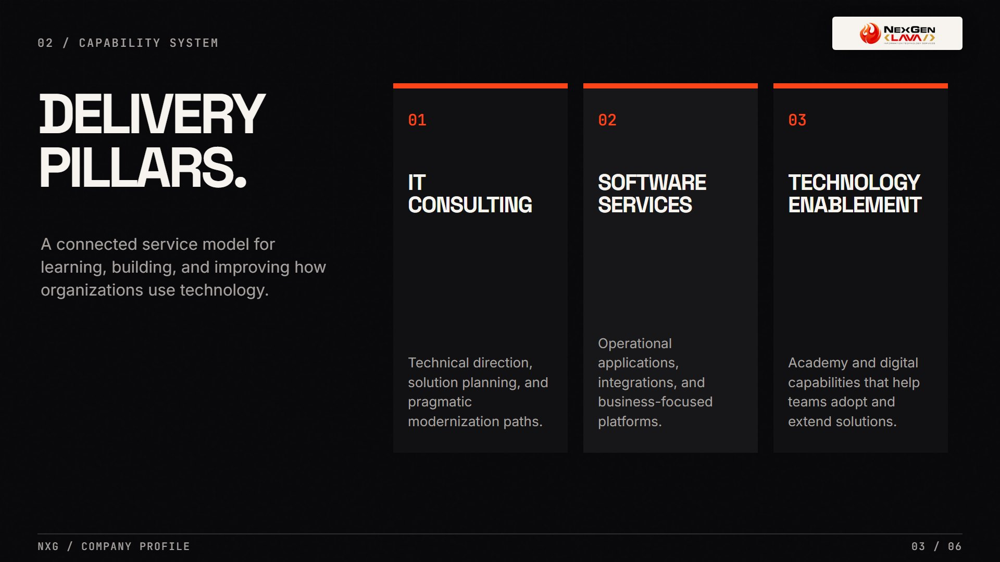 02 / CAPABILITY SYSTEM
NEXGEN
<LAVA/>
INFORMATION TECHNOLOGY SERVICES
DELIVERY
PILLARS.
A connected service model for
learning, building, and improving how
organizations use technology.
01
IT
CONSULTING
Technical direction,
solution planning, and
pragmatic
modernization paths.
02
SOFTWARE
SERVICES
Operational
applications,
integrations, and
business-focused
platforms.
03
TECHNOLOGY
ENABLEMENT
Academy and digital
capabilities that help
teams adopt and
extend solutions.
NXG / COMPANY PROFILE
03 / 06